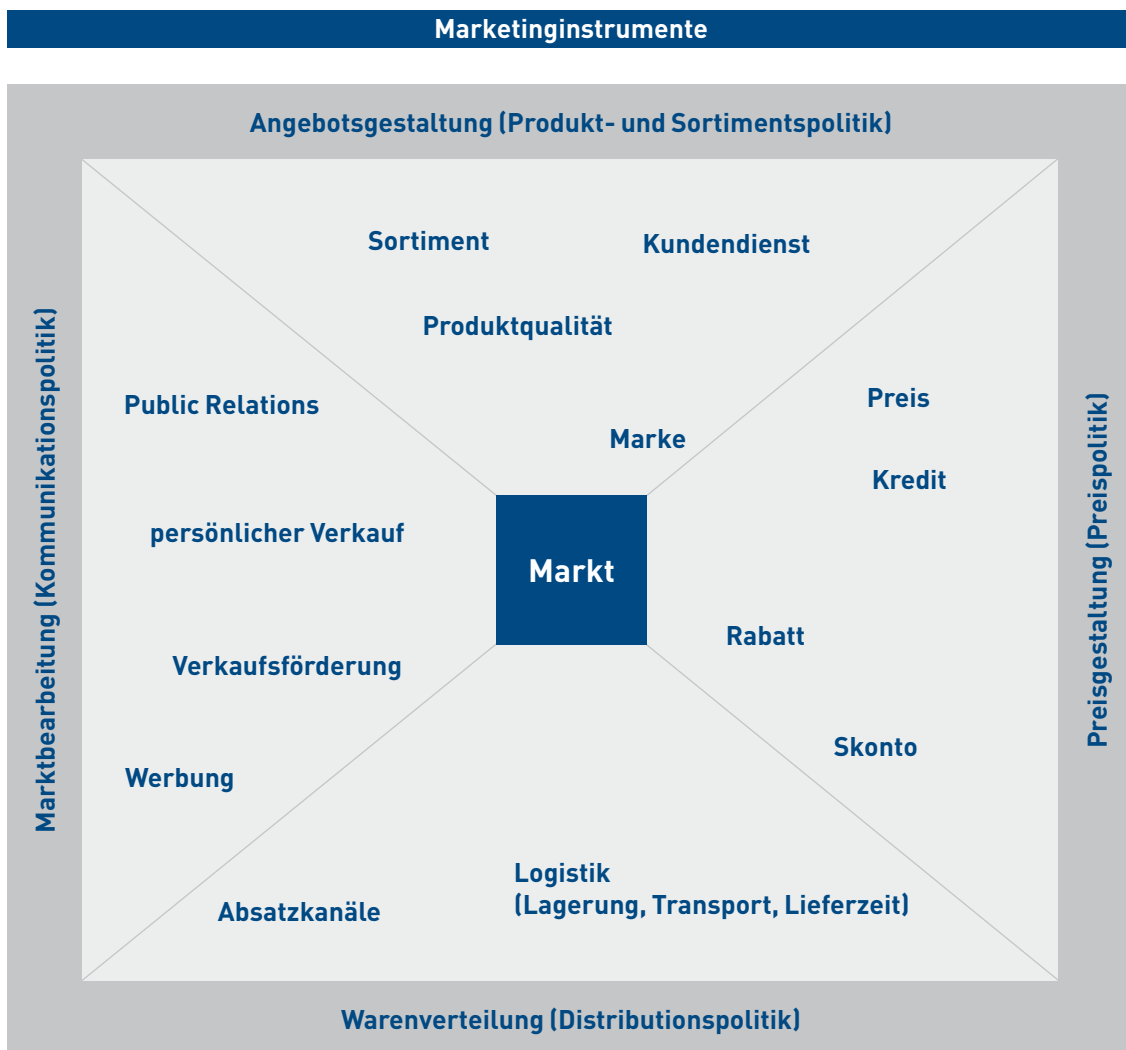 Marketinginstrumente
Angebotsgestaltung (Produkt- und Sortimentspolitik)
Sortiment
Kundendienst
Produktqualität
Marke
Marktbearbeitung (Kommunikationspolitik)
Public Relations
persönlicher Verkauf
Verkaufsförderung
Werbung
Markt
Preis
Kredit
Rabatt
Skonto
Preisgestaltung (Preispolitik)
Absatzkanäle
Logistik
(Lagerung, Transport, Lieferzeit)
Warenverteilung (Distributionspolitik)